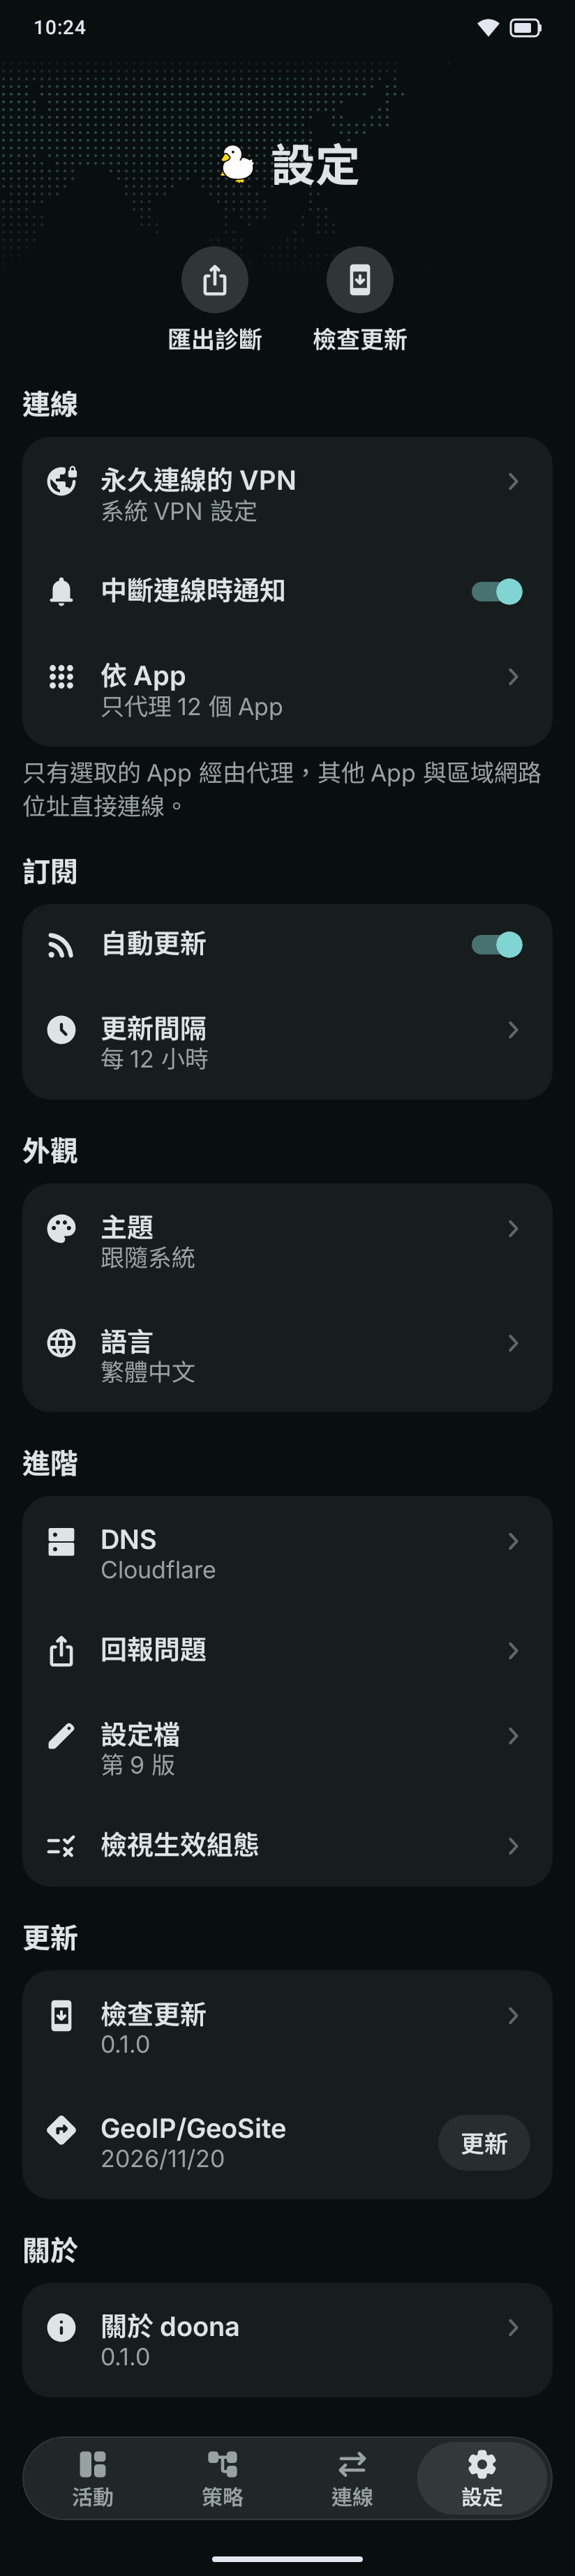 10:24
設定
匯出診斷
檢查更新
連線
永久連線的 VPN
系統 VPN 設定
中斷連線時通知
依 App
只代理 12 個 App
只有選取的 App 經由代理，其他 App 與區域網路
位址直接連線。
訂閱
自動更新
更新間隔
每 12 小時
外觀
主題
跟隨系統
語言
繁體中文
進階
DNS
Cloudflare
回報問題
設定檔
第 9 版
檢視生效組態
更新
檢查更新
0.1.0
GeoIP/GeoSite
2026/11/20
更新
關於
關於 doona
0.1.0
活動
策略
連線
設定